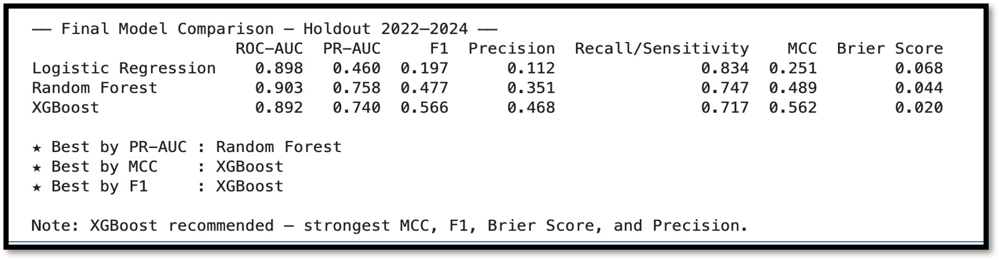 —— Final Model Comparison — Holdout 2022–2024 ——
ROC-AUC PR-AUC F1 Precision Recall/Sensitivity MCC Brier Score
Logistic Regression 0.898 0.460 0.197 0.112 0.834 0.251 0.068
Random Forest 0.903 0.758 0.477 0.351 0.747 0.489 0.044
XGBoost 0.892 0.740 0.566 0.468 0.717 0.562 0.020
★ Best by PR-AUC : Random Forest
★ Best by MCC : XGBoost
★ Best by F1 : XGBoost
Note: XGBoost recommended — strongest MCC, F1, Brier Score, and Precision.